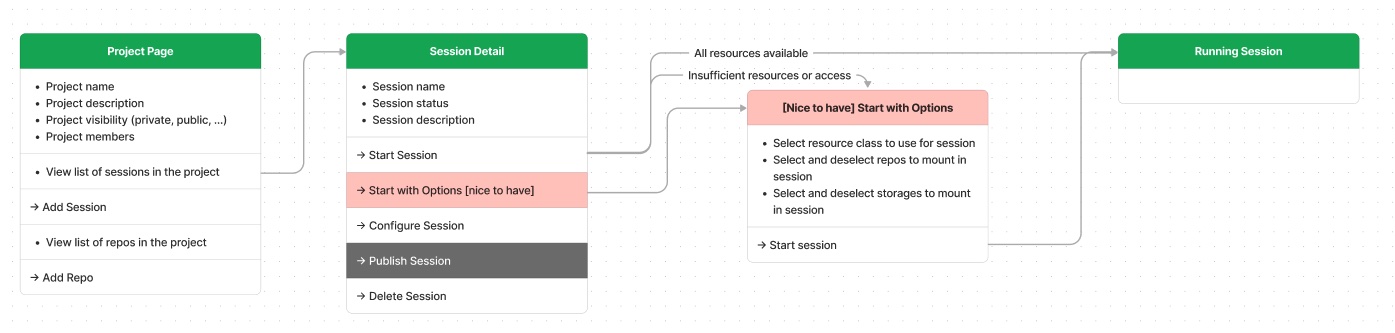 Project Page
• Project name
• Project description
• Project visibility (private, public, ...)
• Project members
• View list of sessions in the project
→ Add Session
• View list of repos in the project
→ Add Repo
Session Detail
• Session name
• Session status
• Session description
→ Start Session
→ Start with Options [nice to have]
→ Configure Session
→ Publish Session
→ Delete Session
All resources available
Insufficient resources or access
[Nice to have] Start with Options
• Select resource class to use for session
• Select and deselect repos to mount in
session
• Select and deselect storages to mount
in session
→ Start session
Running Session